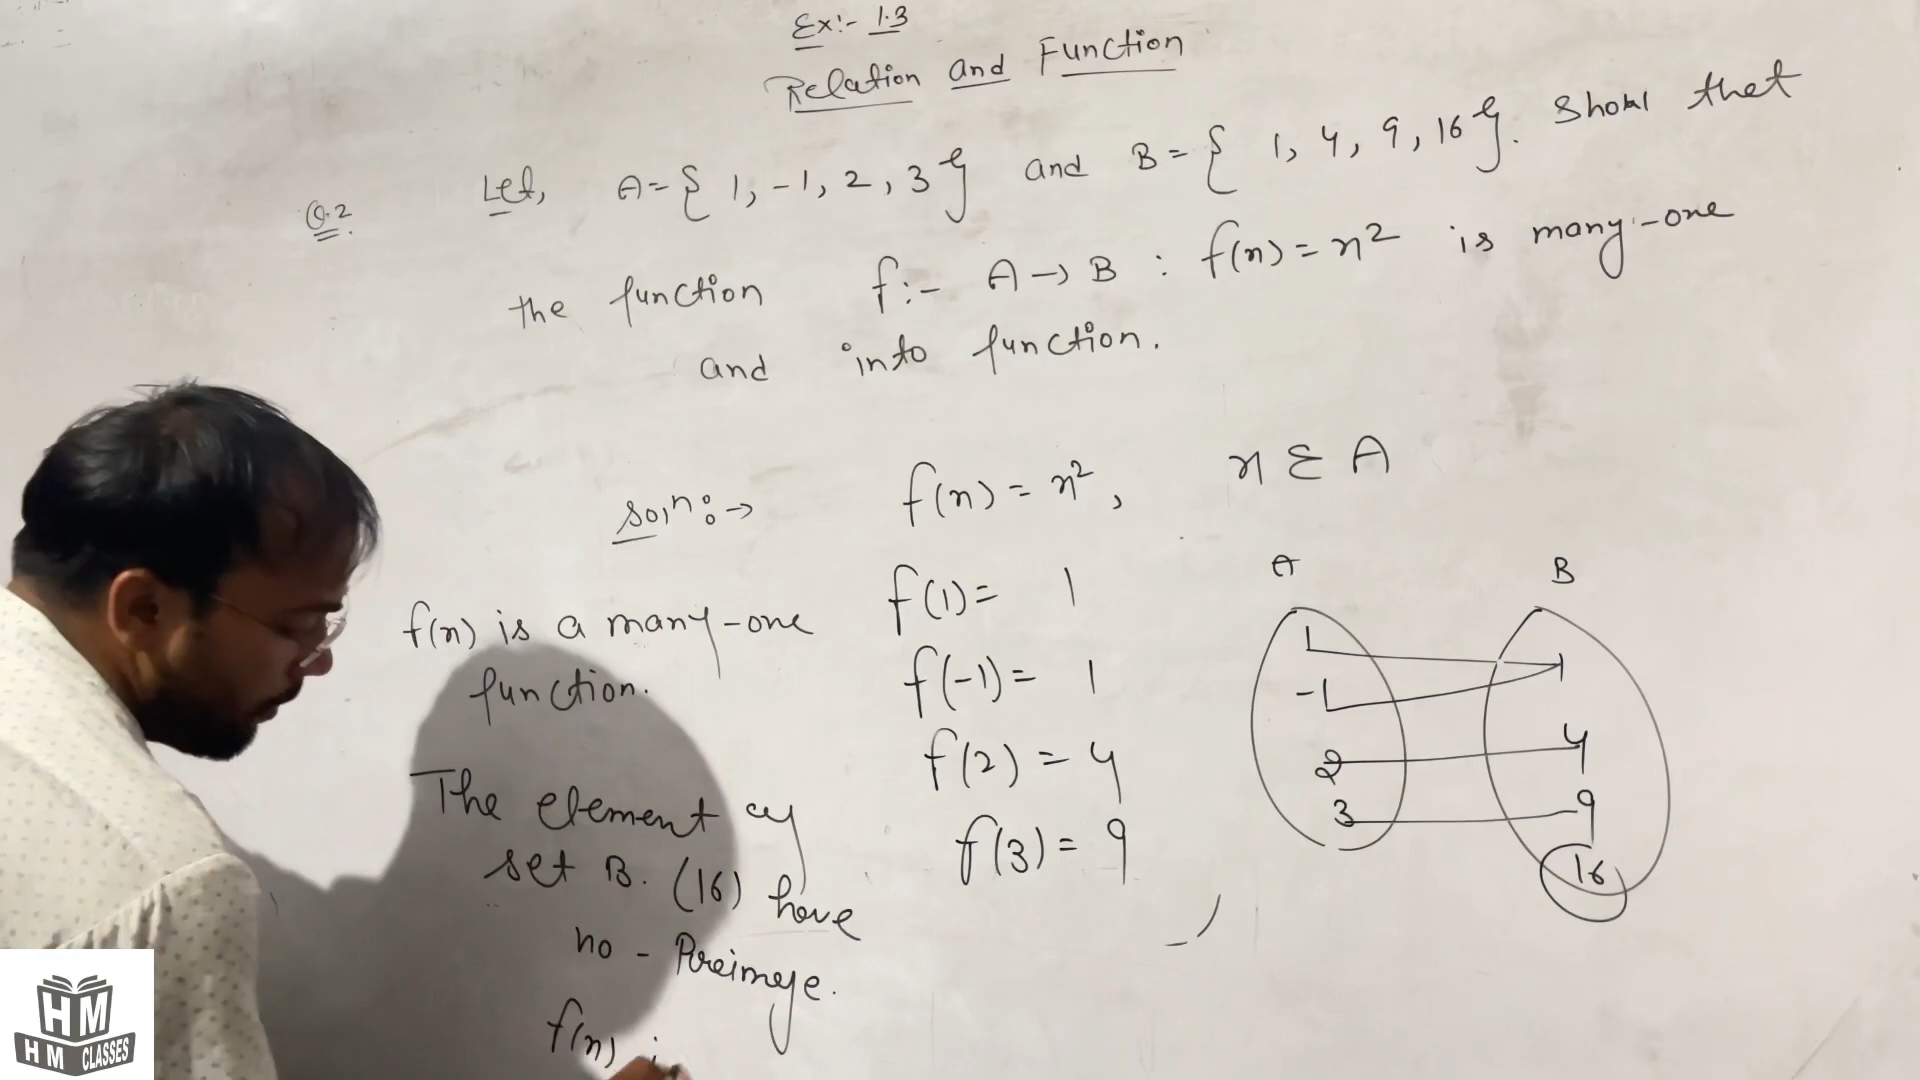 Ex:- 1.3
Relation and Function
Q.2 Let, A={ 1, -1, 2, 3 } and B={ 1, 4, 9, 16 }. Show that
the function f:- A→B : f(x)=x² is many-one
and into function.
Soln:→ f(x)=x², x ∈ A
f(1)= 1
f(-1)= 1
f(2)=4
f(3)=9
f(x) is a many-one
function.
The element of
set B. (16) have
no - Preimage.
f(x) i
A B
1 1
-1
2 4
3 9
16
HM
HM CLASSES